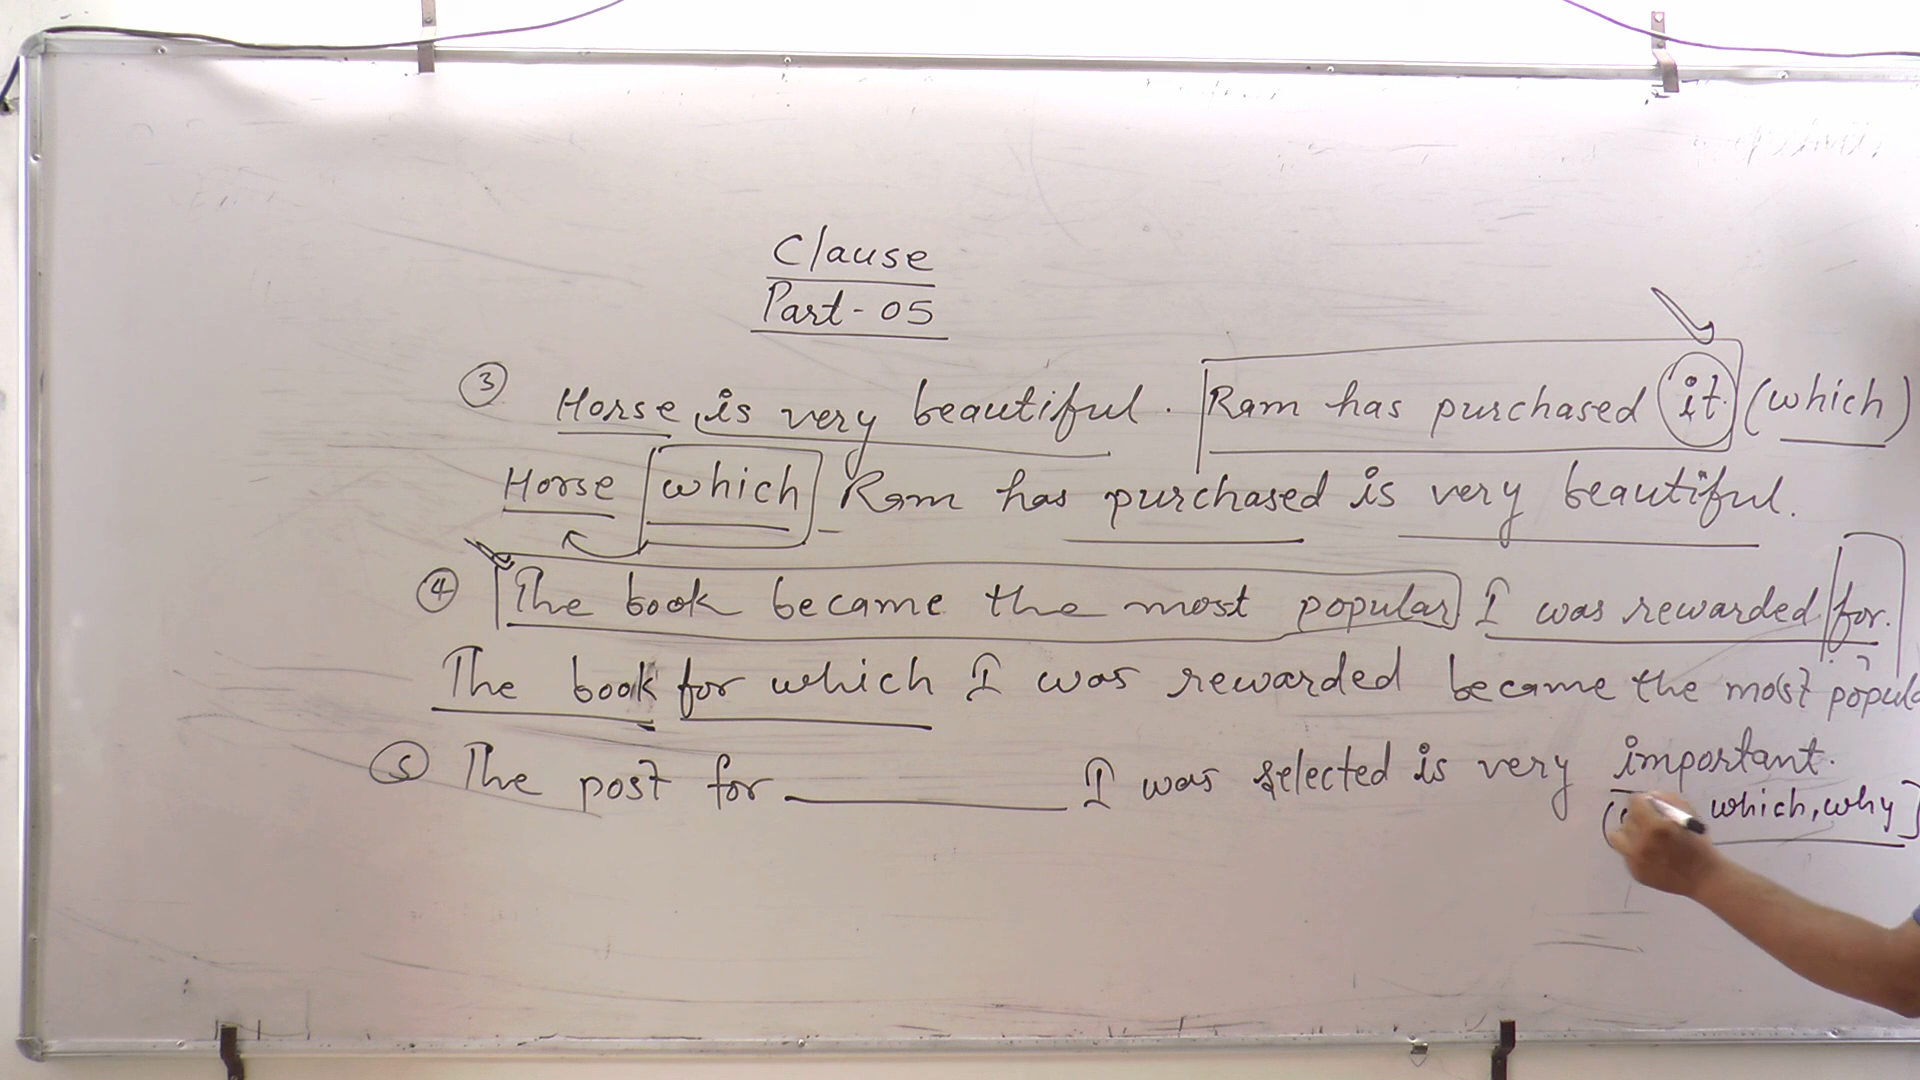 Clause
Part-05
③ Horse is very beautiful. Ram has purchased it. (which)
Horse which Ram has purchased is very beautiful.
④ The book became the most popular I was rewarded for.
The book for which I was rewarded became the most
⑤ The post for ________ I was selected is very important.
which, why)